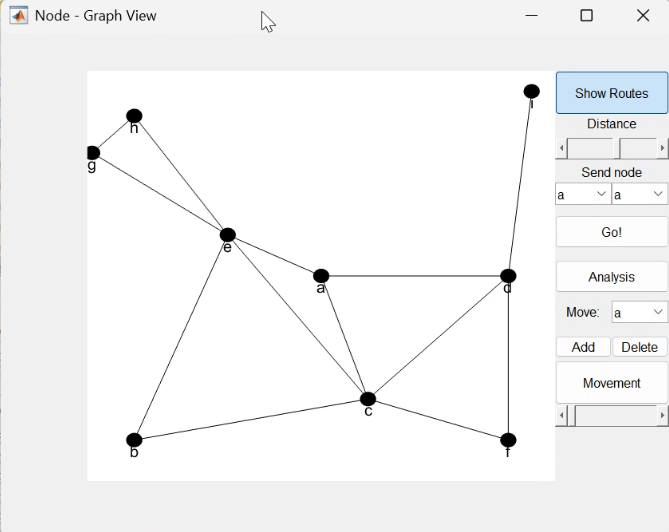 Node - Graph View
Show Routes
Distance
Send node
a a
Go!
Analysis
Move: a
Add Delete
Movement
h
i
g
e
a
d
c
b
f